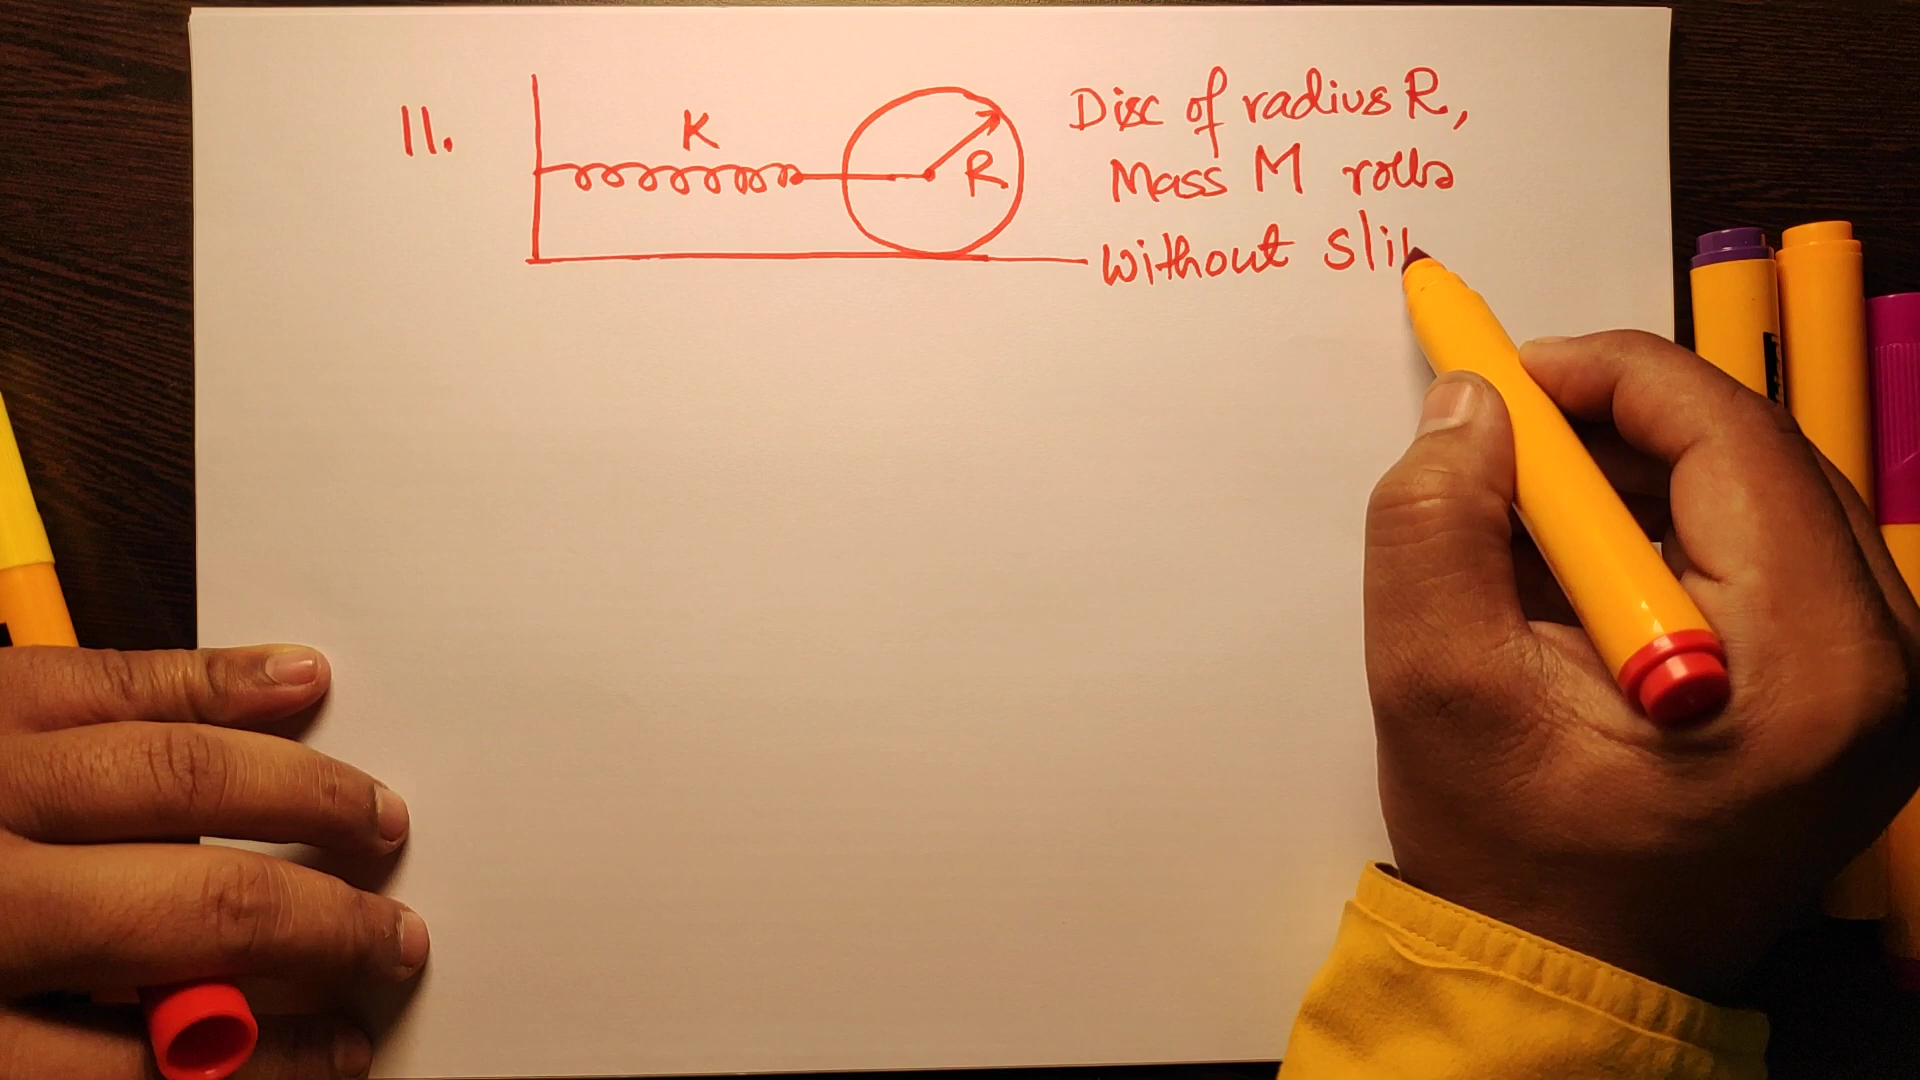 11.
K
R
Disc of radius R,
Mass M rolls
without sli